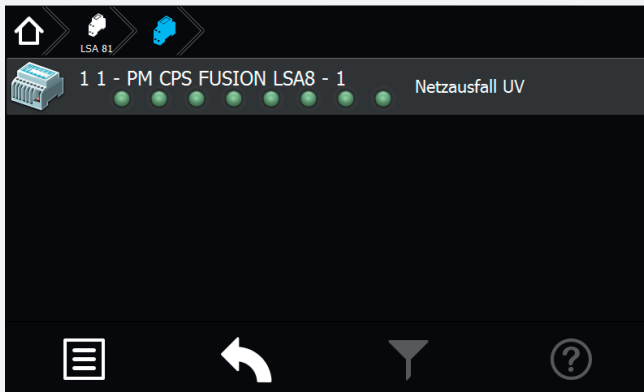 LSA 81
1 1 - PM CPS FUSION LSA8 - 1
Netzausfall UV
?